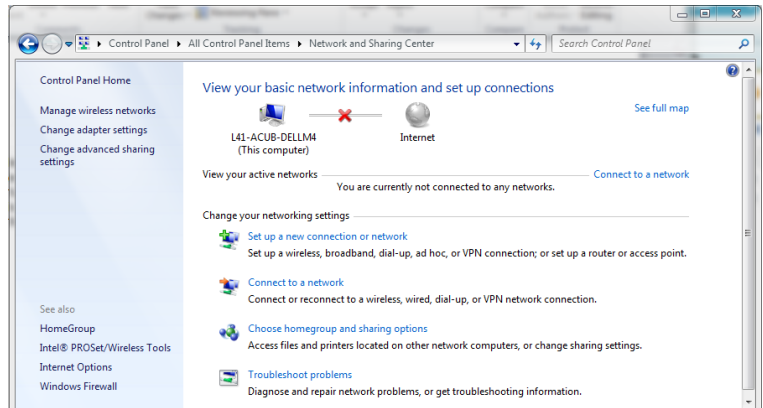 Control Panel ▸ All Control Panel Items ▸ Network and Sharing Center
Search Control Panel
Control Panel Home
Manage wireless networks
Change adapter settings
Change advanced sharing
settings
See also
HomeGroup
Intel® PROSet/Wireless Tools
Internet Options
Windows Firewall
View your basic network information and set up connections
See full map
L41-ACUB-DELLM4
(This computer)
Internet
View your active networks
Connect to a network
You are currently not connected to any networks.
Change your networking settings
Set up a new connection or network
Set up a wireless, broadband, dial-up, ad hoc, or VPN connection; or set up a router or access point.
Connect to a network
Connect or reconnect to a wireless, wired, dial-up, or VPN network connection.
Choose homegroup and sharing options
Access files and printers located on other network computers, or change sharing settings.
Troubleshoot problems
Diagnose and repair network problems, or get troubleshooting information.